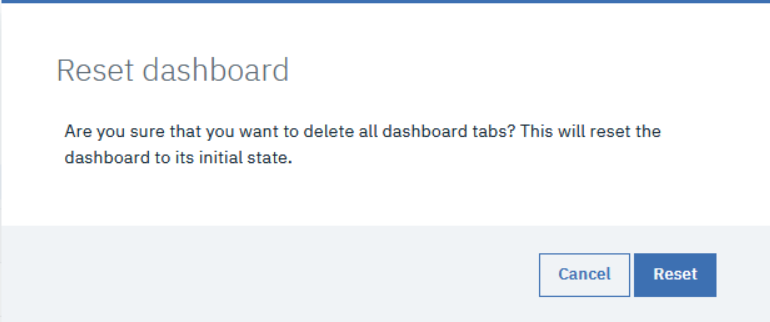 Reset dashboard
Are you sure that you want to delete all dashboard tabs? This will reset the
dashboard to its initial state.
Cancel Reset